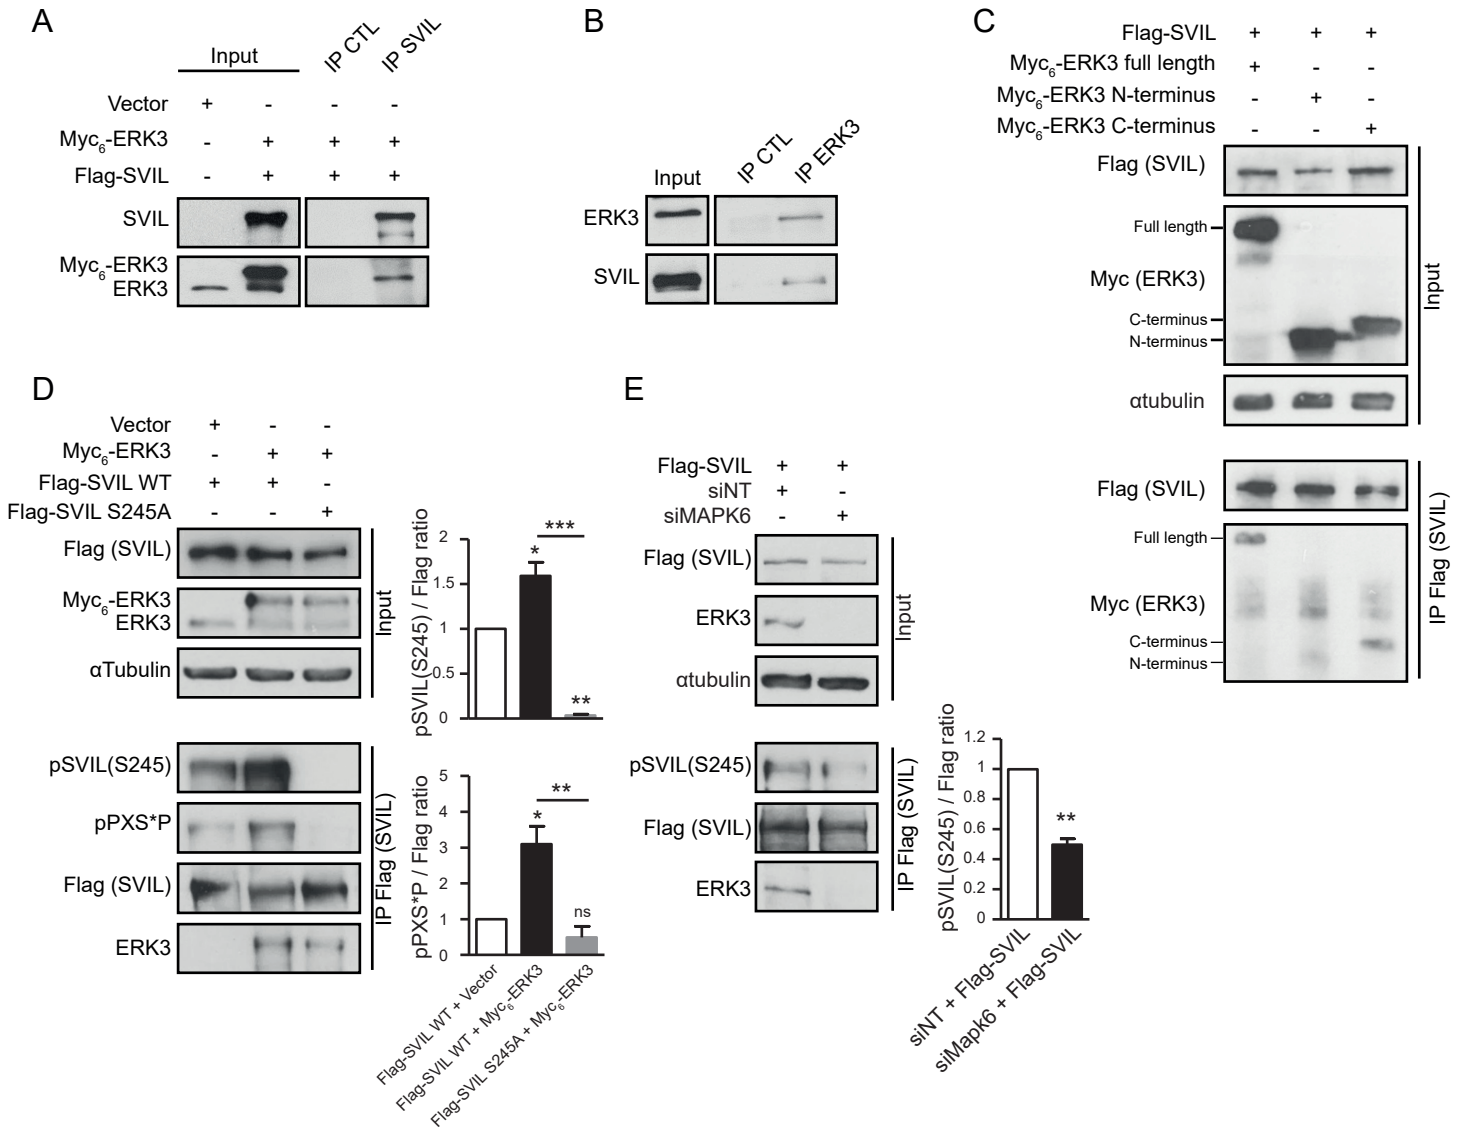 A
Input
IP CTL
IP SVIL
Vector + - - -
Myc6-ERK3 - + + +
Flag-SVIL - + + +
SVIL
Myc6-ERK3
ERK3
B
Input
IP CTL
IP ERK3
ERK3
SVIL
C
Flag-SVIL + + +
Myc6-ERK3 full length + - -
Myc6-ERK3 N-terminus - + -
Myc6-ERK3 C-terminus - - +
Flag (SVIL)
Full length
Myc (ERK3)
C-terminus
N-terminus
αtubulin
Input
Flag (SVIL)
Full length
Myc (ERK3)
C-terminus
N-terminus
IP Flag (SVIL)
D
Vector + - -
Myc6-ERK3 - + +
Flag-SVIL WT + + -
Flag-SVIL S245A - - +
Flag (SVIL)
Myc6-ERK3
ERK3
αTubulin
Input
pSVIL(S245)
pPXS*P
Flag (SVIL)
ERK3
IP Flag (SVIL)
pSVIL(S245) / Flag ratio
2
1.5
1
0.5
0
*
***
**
pPXS*P / Flag ratio
5
4
3
2
1
0
*
**
ns
Flag-SVIL WT + Vector
Flag-SVIL WT + Myc6-ERK3
Flag-SVIL S245A + Myc6-ERK3
E
Flag-SVIL + +
siNT + -
siMAPK6 - +
Flag (SVIL)
ERK3
αtubulin
Input
pSVIL(S245)
Flag (SVIL)
ERK3
IP Flag (SVIL)
pSVIL(S245) / Flag ratio
1.2
1
0.8
0.6
0.4
0.2
0
**
siNT + Flag-SVIL
siMapk6 + Flag-SVIL